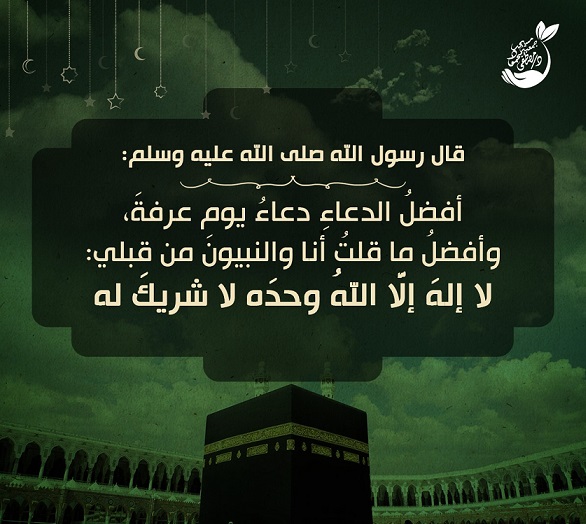 قال رسول الله صلى الله عليه وسلم:
أفضلُ الدعاءِ دعاءُ يوم عرفةَ،
وأفضلُ ما قلتُ أنا والنبيونَ من قبلي:
لا إلهَ إلّا اللهُ وحدَه لا شريكَ له